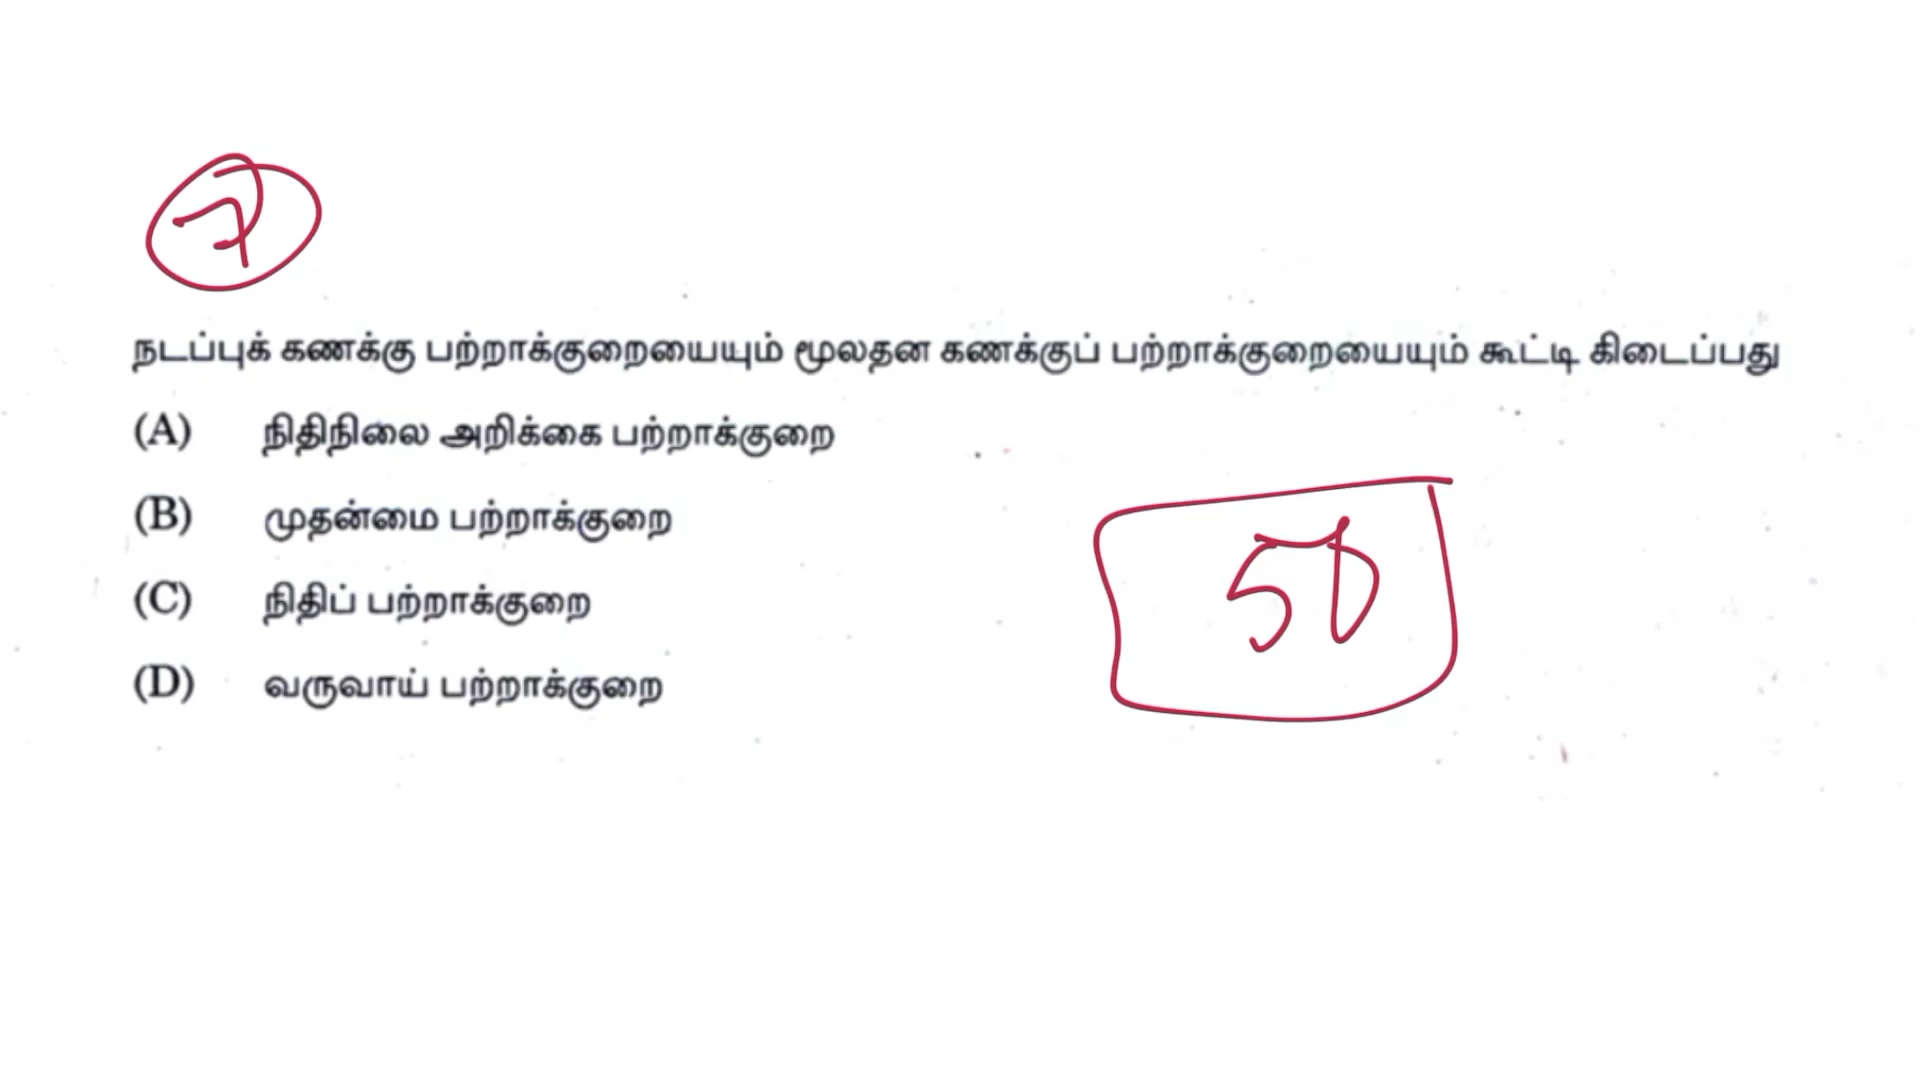 7
நடப்புக் கணக்கு பற்றாக்குறையையும் மூலதன கணக்குப் பற்றாக்குறையையும் கூட்டி கிடைப்பது
(A) நிதிநிலை அறிக்கை பற்றாக்குறை
(B) முதன்மை பற்றாக்குறை
(C) நிதிப் பற்றாக்குறை
(D) வருவாய் பற்றாக்குறை
50